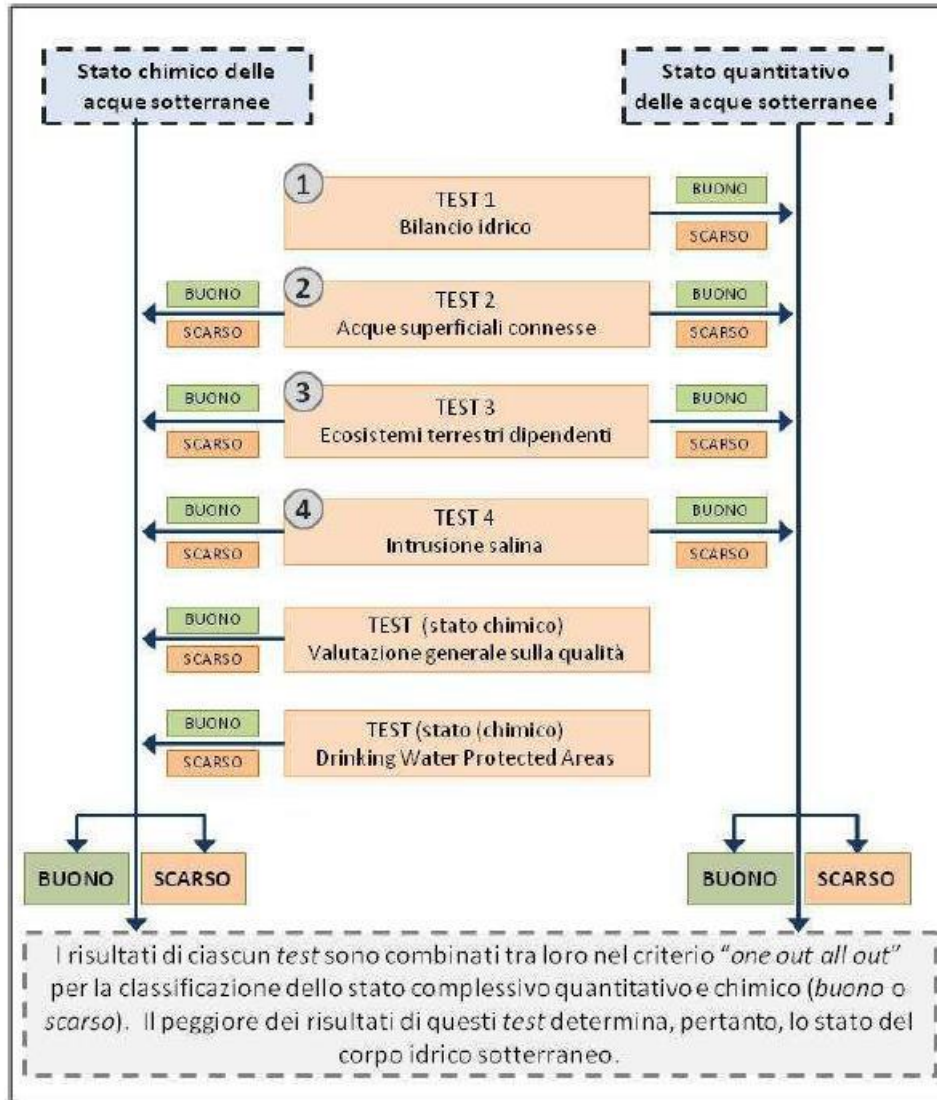 Stato chimico delle
acque sotterranee
Stato quantitativo
delle acque sotterranee
1
TEST 1
Bilancio idrico
BUONO
SCARSO
BUONO
SCARSO
2
TEST 2
Acque superficiali connesse
BUONO
SCARSO
BUONO
SCARSO
3
TEST 3
Ecosistemi terrestri dipendenti
BUONO
SCARSO
BUONO
SCARSO
4
TEST 4
Intrusione salina
BUONO
SCARSO
BUONO
SCARSO
TEST (stato chimico)
Valutazione generale sulla qualità
BUONO
SCARSO
TEST (stato (chimico)
Drinking Water Protected Areas
BUONO
SCARSO
BUONO
SCARSO
I risultati di ciascun test sono combinati tra loro nel criterio "one out all out"
per la classificazione dello stato complessivo quantitativo e chimico (buono o
scarso). Il peggiore dei risultati di questi test determina, pertanto, lo stato del
corpo idrico sotterraneo.